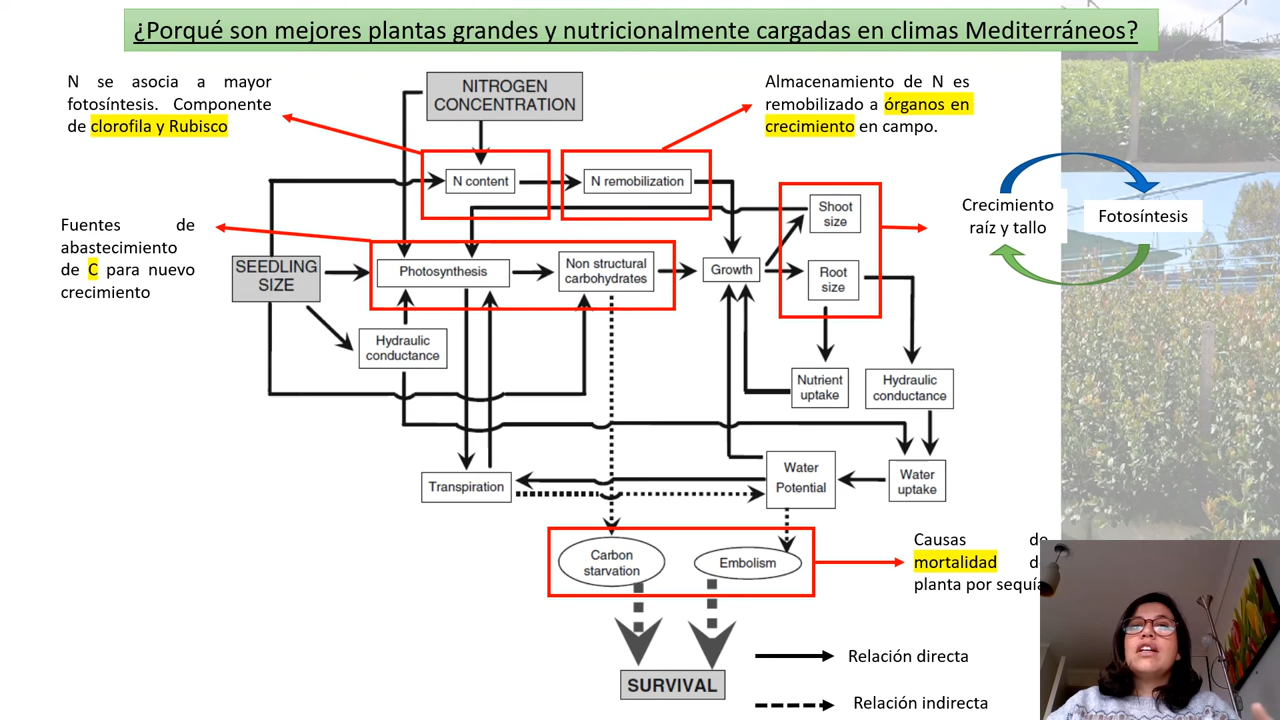 ¿Porqué son mejores plantas grandes y nutricionalmente cargadas en climas Mediterráneos?
N se asocia a mayor
fotosíntesis. Componente
de clorofila y Rubisco
NITROGEN
CONCENTRATION
Almacenamiento de N es
remobilizado a órganos en
crecimiento en campo.
N content
N remobilization
Fuentes de
abastecimiento
de C para nuevo
crecimiento
SEEDLING
SIZE
Photosynthesis
Non structural
carbohydrates
Growth
Shoot
size
Root
size
Crecimiento
raíz y tallo
Fotosíntesis
Hydraulic
conductance
Nutrient
uptake
Hydraulic
conductance
Transpiration
Water
Potential
Water
uptake
Carbon
starvation
Embolism
Causas de
mortalidad d
planta por sequía
SURVIVAL
Relación directa
Relación indirecta